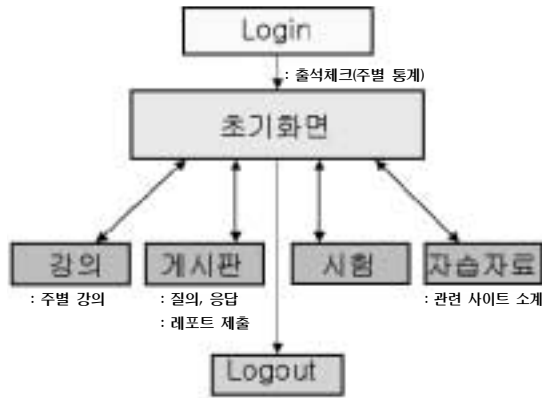 Login
: 출석체크(주별 통계)
초기화면
강의
게시판
시험
자습자료
: 주별 강의
: 질의, 응답
: 관련 사이트 소계
: 레포트 제출
Logout